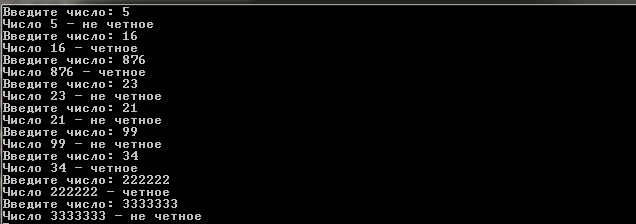 Введите число: 5
Число 5 - не четное
Введите число: 16
Число 16 - четное
Введите число: 876
Число 876 - четное
Введите число: 23
Число 23 - не четное
Введите число: 21
Число 21 - не четное
Введите число: 99
Число 99 - не четное
Введите число: 34
Число 34 - четное
Введите число: 222222
Число 222222 - четное
Введите число: 3333333
Число 3333333 - не четное